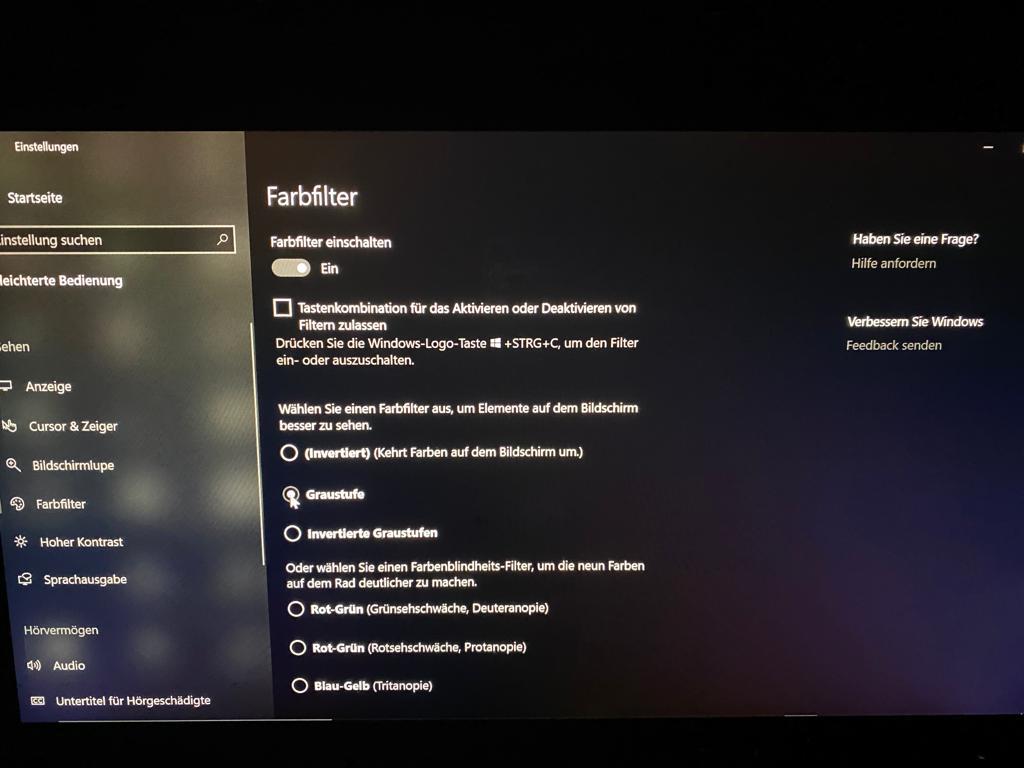 Einstellungen
Startseite
instellung suchen
leichterte Bedienung
ehen
Anzeige
Cursor & Zeiger
Bildschirmlupe
Farbfilter
Hoher Kontrast
Sprachausgabe
Hörvermögen
Audio
Untertitel für Hörgeschädigte
Farbfilter
Farbfilter einschalten
Ein
Tastenkombination für das Aktivieren oder Deaktivieren von
Filtern zulassen
Drücken Sie die Windows-Logo-Taste +STRG+C, um den Filter
ein- oder auszuschalten.
Wählen Sie einen Farbfilter aus, um Elemente auf dem Bildschirm
besser zu sehen.
(Invertiert) (Kehrt Farben auf dem Bildschirm um.)
Graustufe
Invertierte Graustufen
Oder wählen Sie einen Farbenblindheits-Filter, um die neun Farben
auf dem Rad deutlicher zu machen.
Rot-Grün (Grünsehschwäche, Deuteranopie)
Rot-Grün (Rotsehschwäche, Protanopie)
Blau-Gelb (Tritanopie)
Haben Sie eine Frage?
Hilfe anfordern
Verbessern Sie Windows
Feedback senden